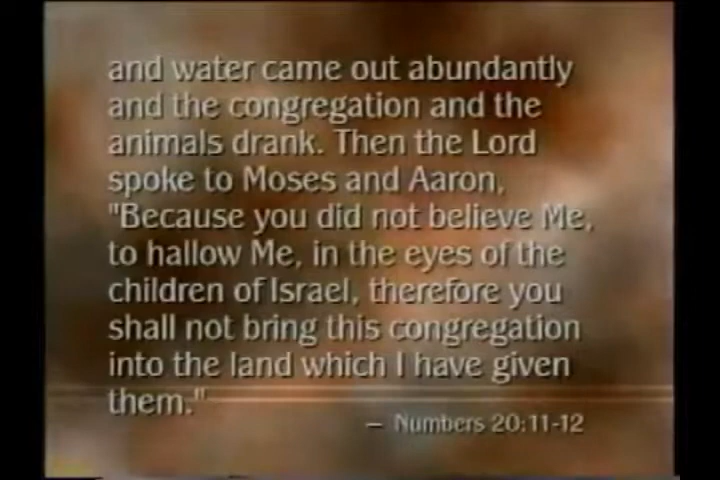 and water came out abundantly
and the congregation and the
animals drank. Then the Lord
spoke to Moses and Aaron,
"Because you did not believe Me,
to hallow Me, in the eyes of the
children of Israel, therefore you
shall not bring this congregation
into the land which I have given
them."
– Numbers 20:11-12